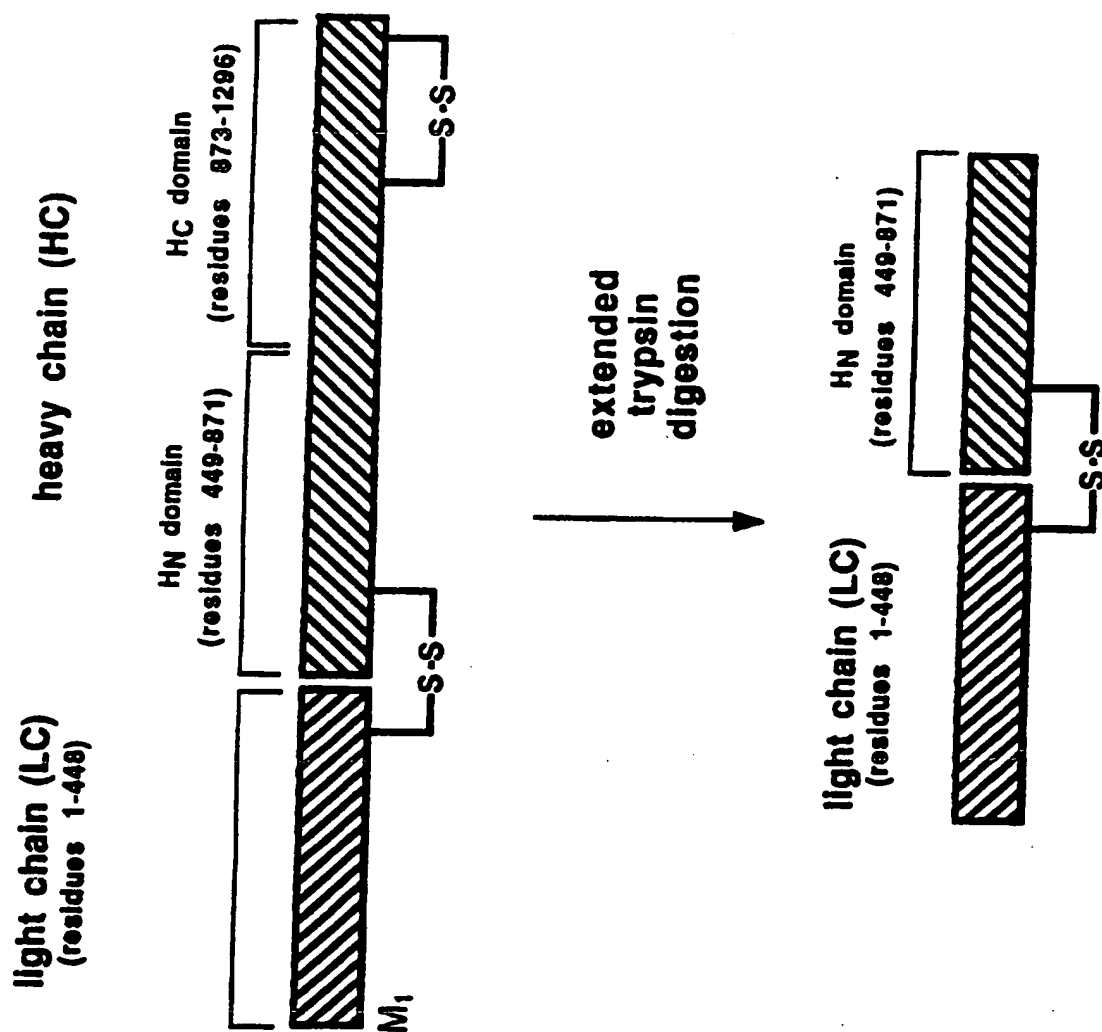 light chain (LC)
(residues 1-448)
heavy chain (HC)
HN domain
(residues 449-871)
HC domain
(residues 873-1296)
M1
S-S
S-S
extended
trypsin
digestion
light chain (LC)
(residues 1-448)
HN domain
(residues 449-871)
S-S